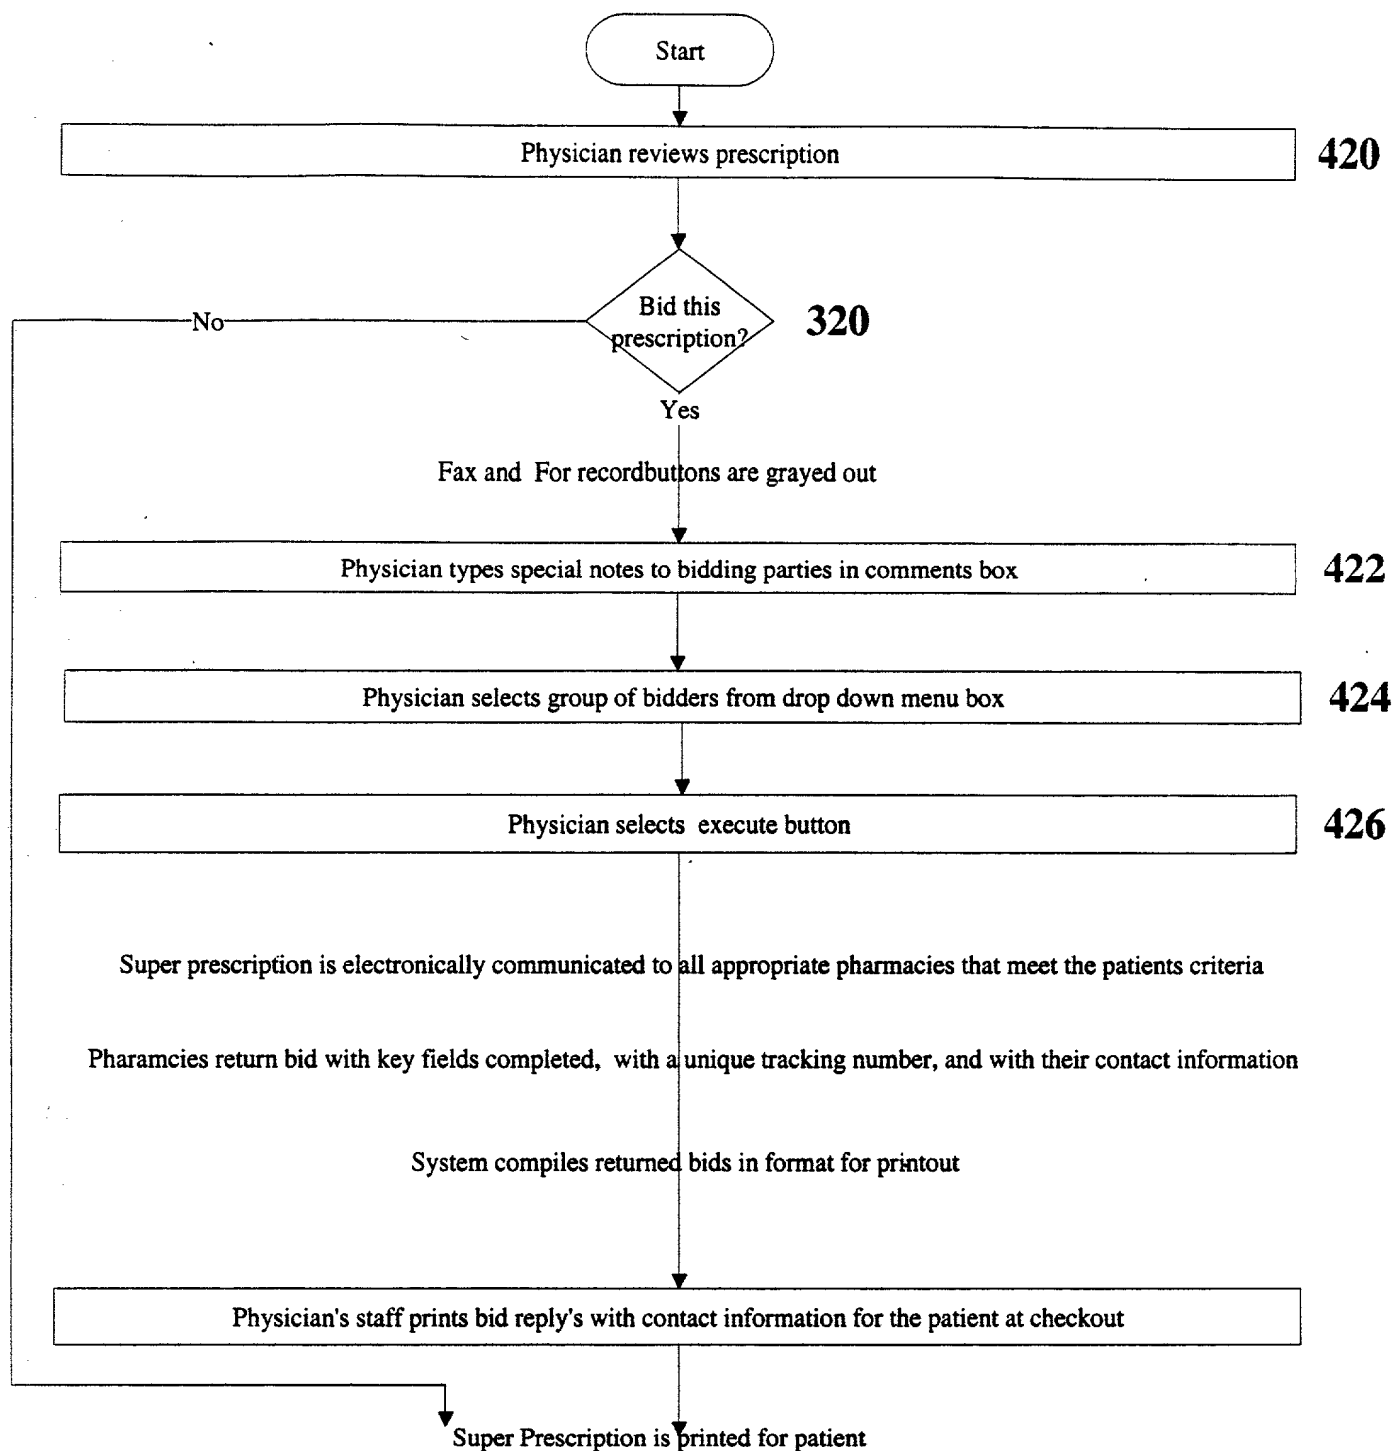 Start
Physician reviews prescription
420
Bid this
prescription?
320
No
Yes
Fax and For recordbuttons are grayed out
Physician types special notes to bidding parties in comments box
422
Physician selects group of bidders from drop down menu box
424
Physician selects execute button
426
Super prescription is electronically communicated to all appropriate pharmacies that meet the patients criteria
Pharamcies return bid with key fields completed, with a unique tracking number, and with their contact information
System compiles returned bids in format for printout
Physician's staff prints bid reply's with contact information for the patient at checkout
Super Prescription is printed for patient